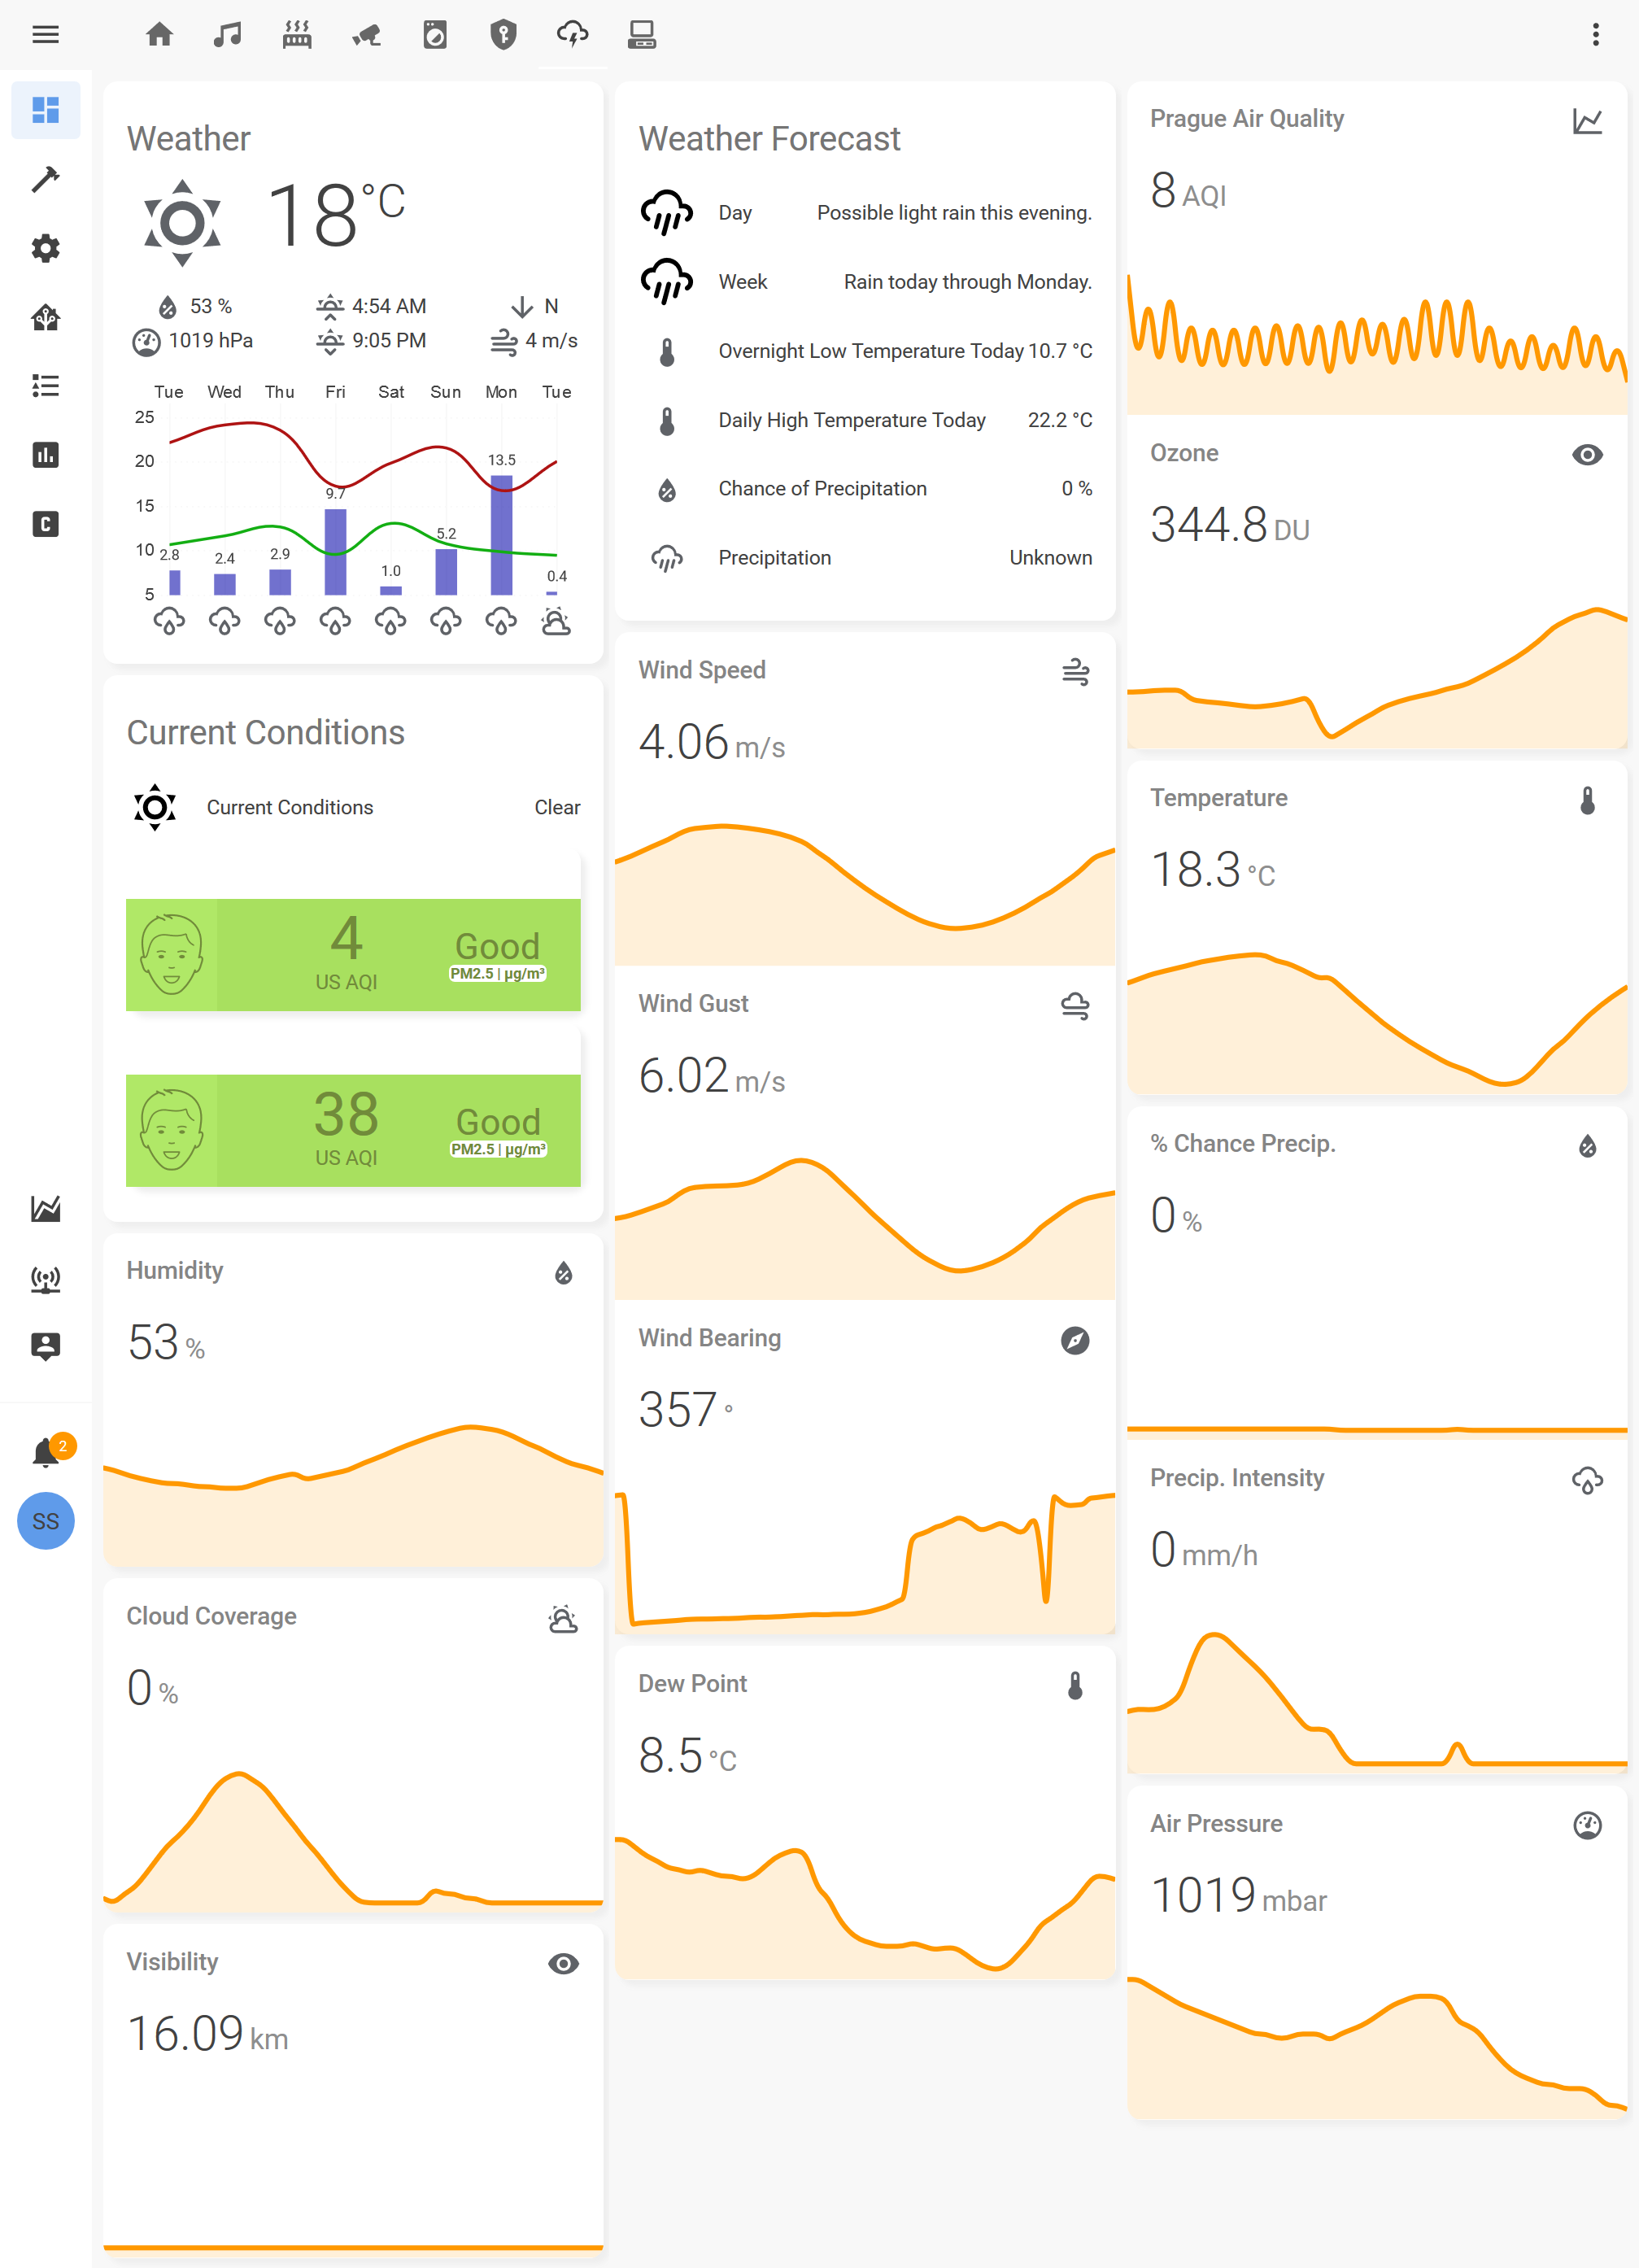 Weather
18 °C
53 % 4:54 AM N
1019 hPa 9:05 PM 4 m/s
Tue Wed Thu Fri Sat Sun Mon Tue
25
20
15
10
5
2.8 2.4 2.9 9.7 1.0 5.2 13.5 0.4
Current Conditions
Current Conditions Clear
4
US AQI
Good
PM2.5 | µg/m³
38
US AQI
Good
PM2.5 | µg/m³
Humidity
53 %
Cloud Coverage
0 %
Visibility
16.09 km
Weather Forecast
Day Possible light rain this evening.
Week Rain today through Monday.
Overnight Low Temperature Today 10.7 °C
Daily High Temperature Today 22.2 °C
Chance of Precipitation 0 %
Precipitation Unknown
Wind Speed
4.06 m/s
Wind Gust
6.02 m/s
Wind Bearing
357 °
Dew Point
8.5 °C
Prague Air Quality
8 AQI
Ozone
344.8 DU
Temperature
18.3 °C
% Chance Precip.
0 %
Precip. Intensity
0 mm/h
Air Pressure
1019 mbar
C
2
SS